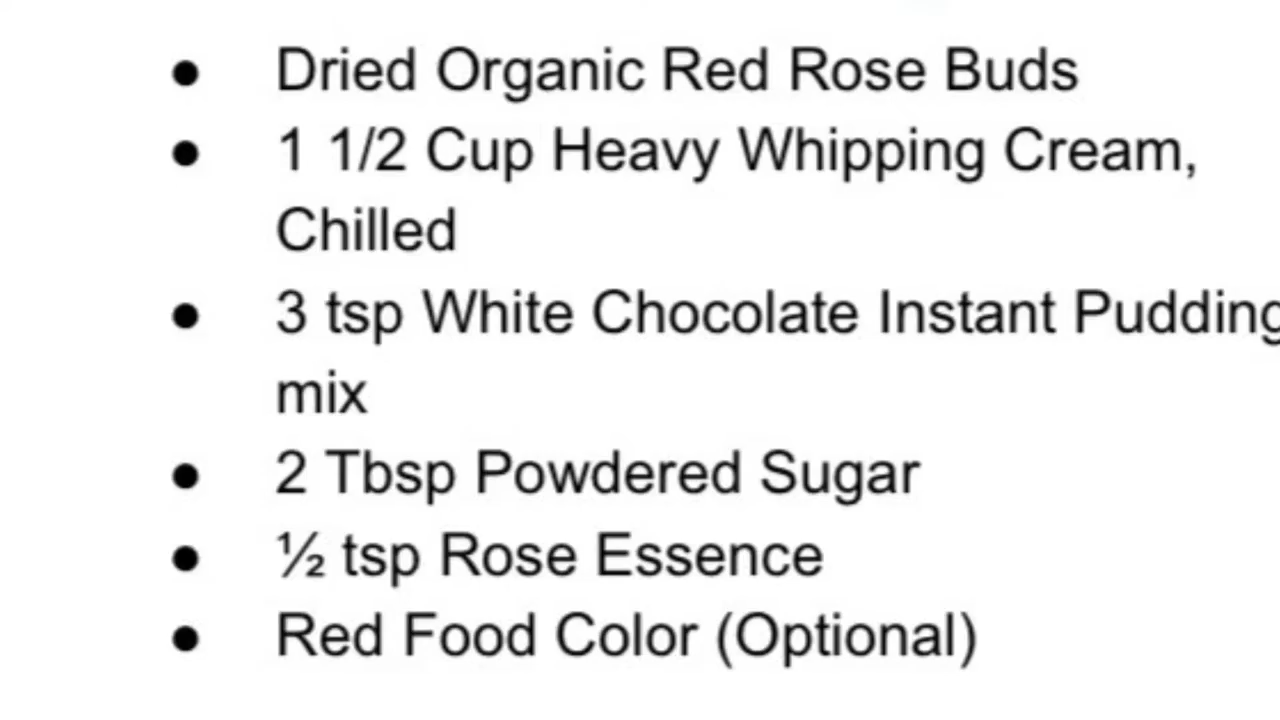 ● Dried Organic Red Rose Buds
● 1 1/2 Cup Heavy Whipping Cream,
Chilled
● 3 tsp White Chocolate Instant Pudding
mix
● 2 Tbsp Powdered Sugar
● ½ tsp Rose Essence
● Red Food Color (Optional)